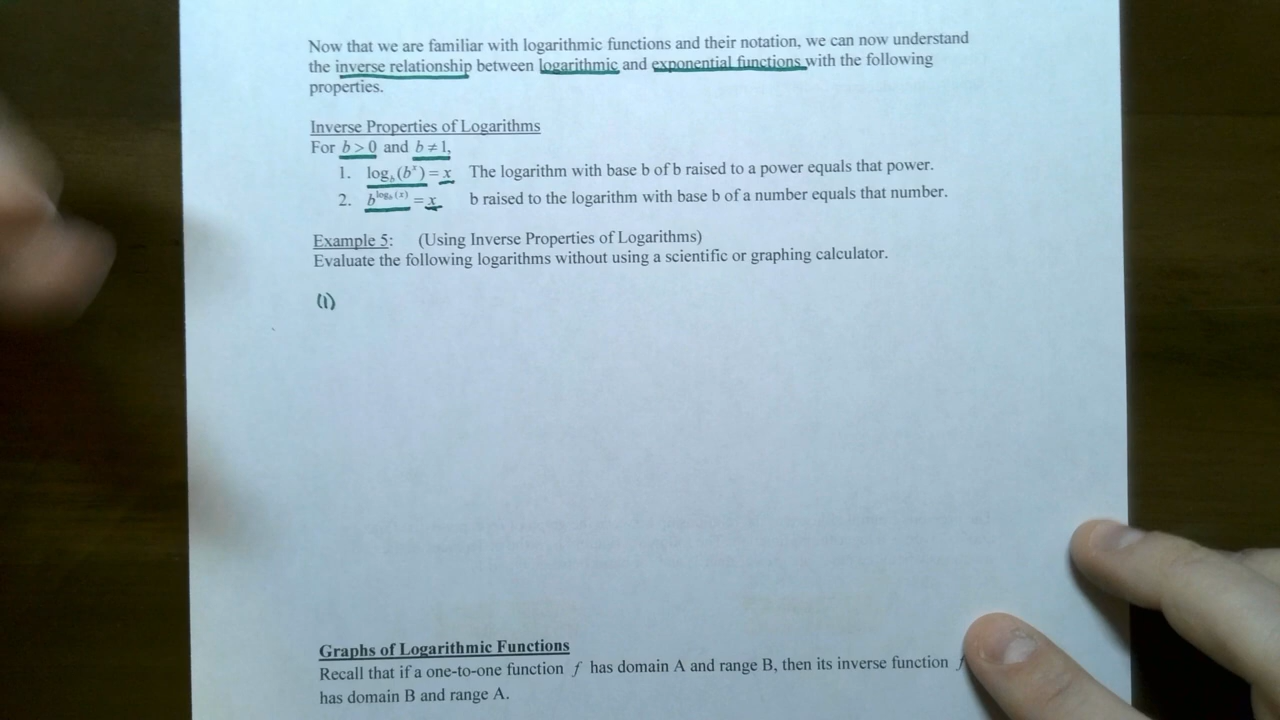 Now that we are familiar with logarithmic functions and their notation, we can now understand
the inverse relationship between logarithmic and exponential functions with the following
properties.
Inverse Properties of Logarithms
For b > 0 and b ≠ 1,
1. log_b(b^x) = x The logarithm with base b of b raised to a power equals that power.
2. b^{log_b(x)} = x b raised to the logarithm with base b of a number equals that number.
Example 5: (Using Inverse Properties of Logarithms)
Evaluate the following logarithms without using a scientific or graphing calculator.
(1)
Graphs of Logarithmic Functions
Recall that if a one-to-one function f has domain A and range B, then its inverse function
has domain B and range A.